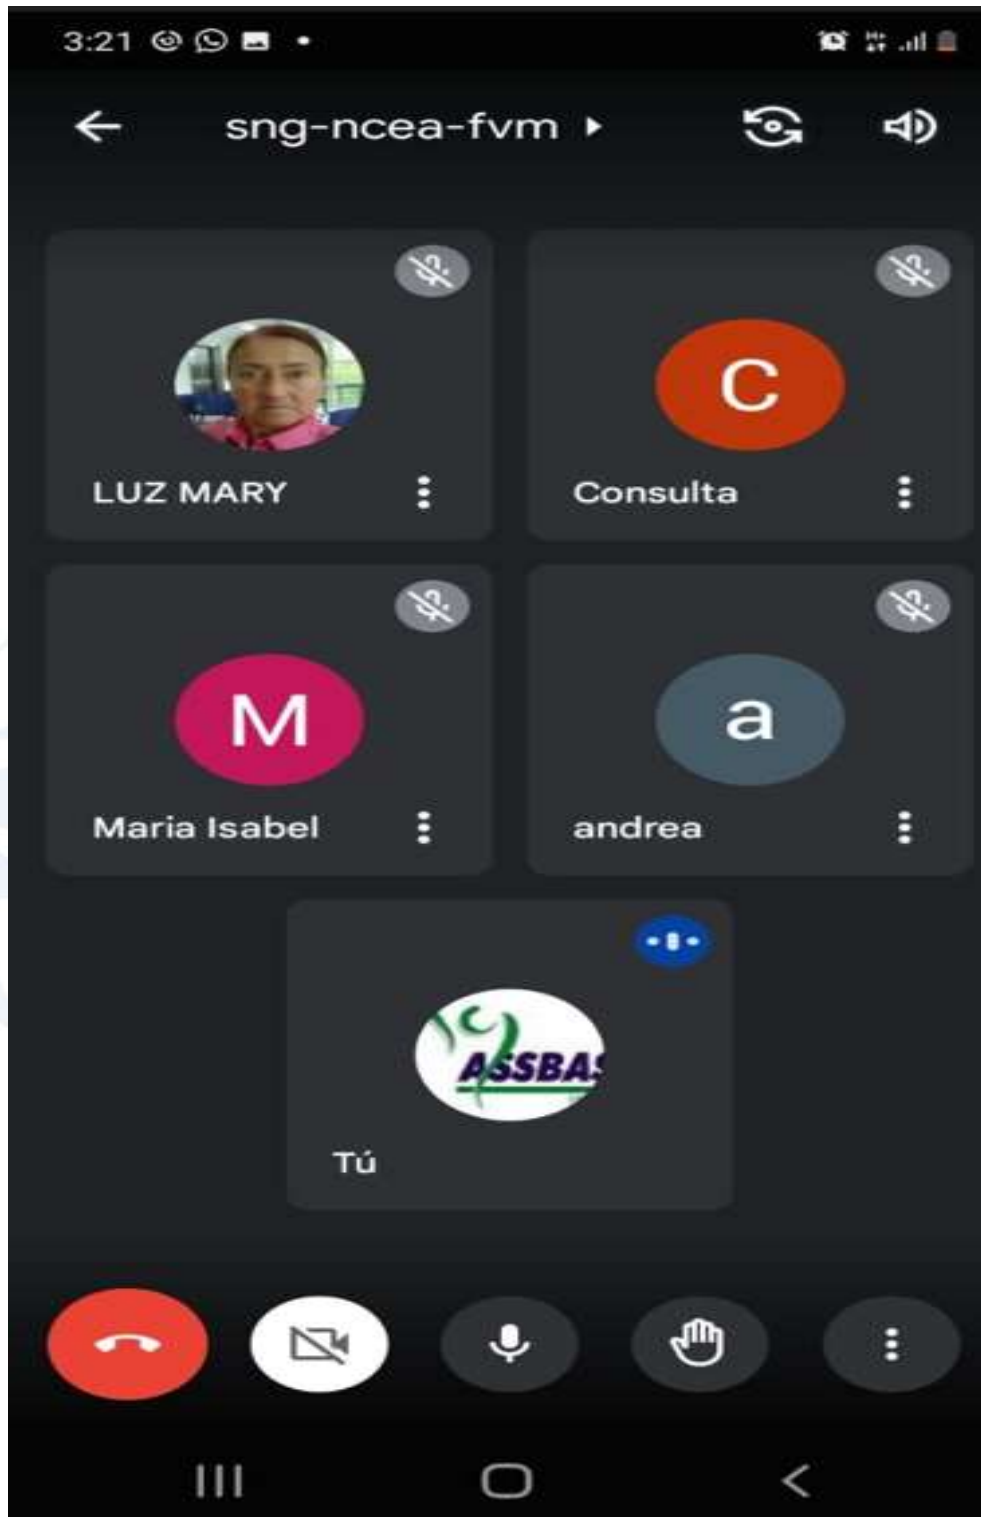 3:21
sng-ncea-fvm
C
LUZ MARY
Consulta
M
a
Maria Isabel
andrea
ASSBAS
Tú